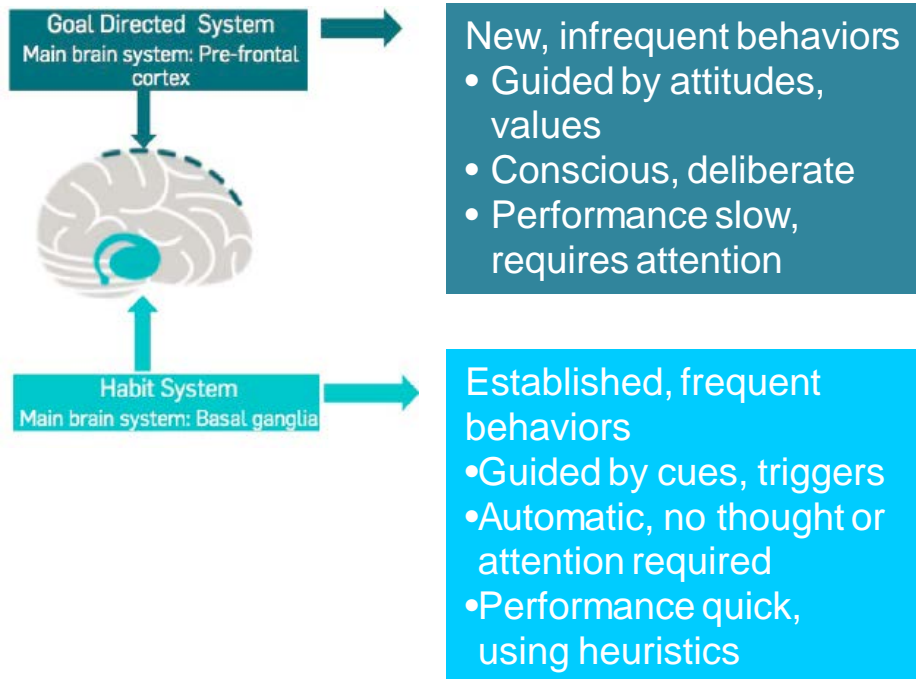 Goal Directed System
Main brain system: Pre-frontal
cortex
New, infrequent behaviors
• Guided by attitudes,
values
• Conscious, deliberate
• Performance slow,
requires attention
Habit System
Main brain system: Basal ganglia
Established, frequent
behaviors
•Guided by cues, triggers
•Automatic, no thought or
attention required
•Performance quick,
using heuristics